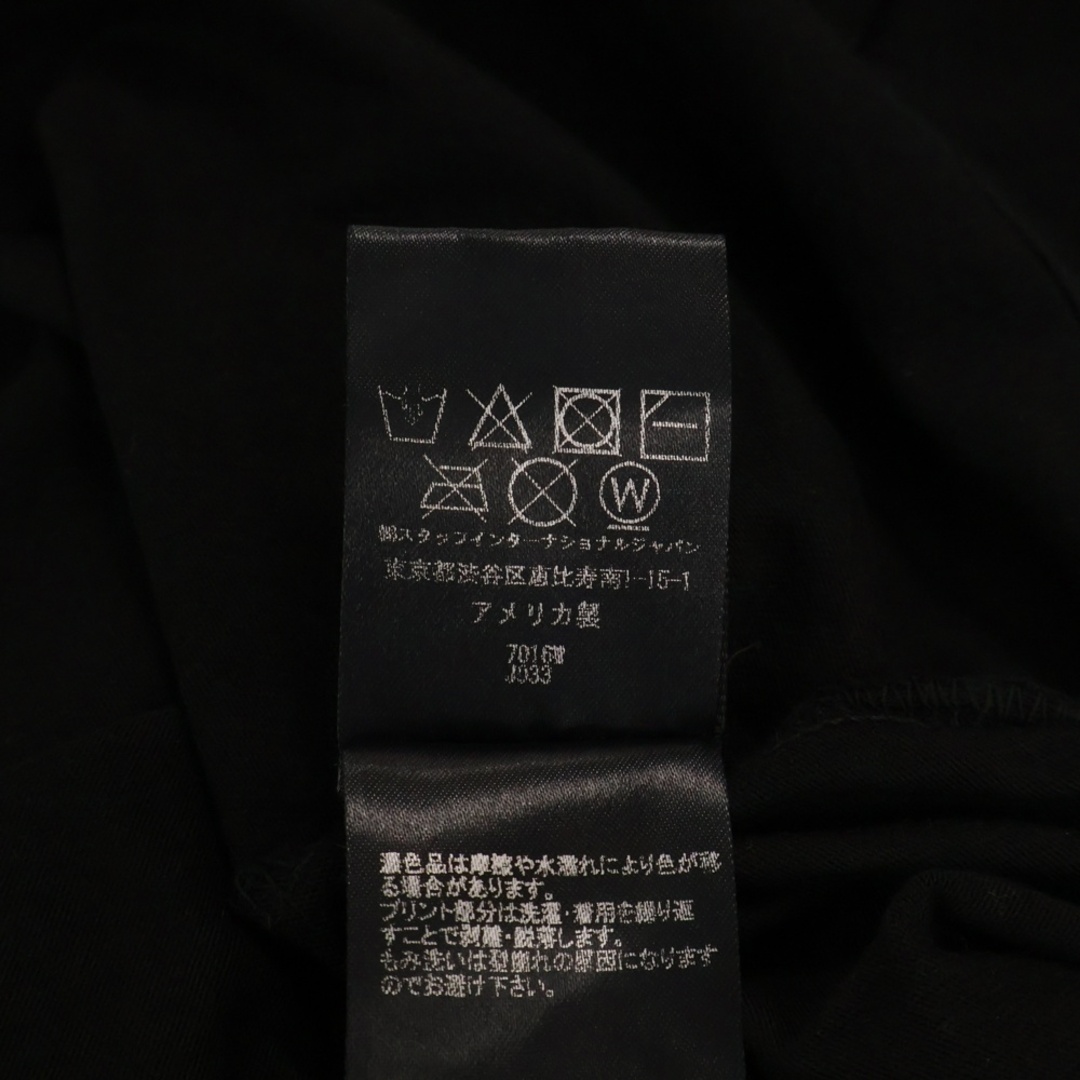 W
㈱スタッフインターナショナルジャパン
東京都渋谷区恵比寿南1-15-1
アメリカ製
7016W
J033
濃色品は摩擦や水濡れにより色が移
る場合があります。
プリント部分は洗濯・着用を繰り返
すことで剥離・脱落します。
もみ洗いは型崩れの原因になります
のでお避け下さい。